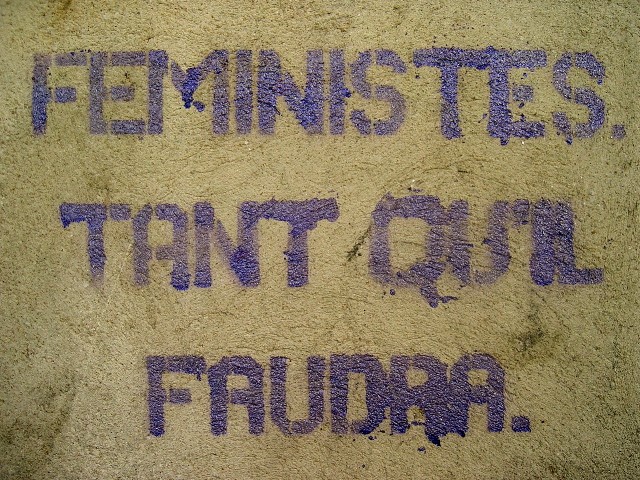 FEMINISTES.
TANT QU'IL
FAUDRA.